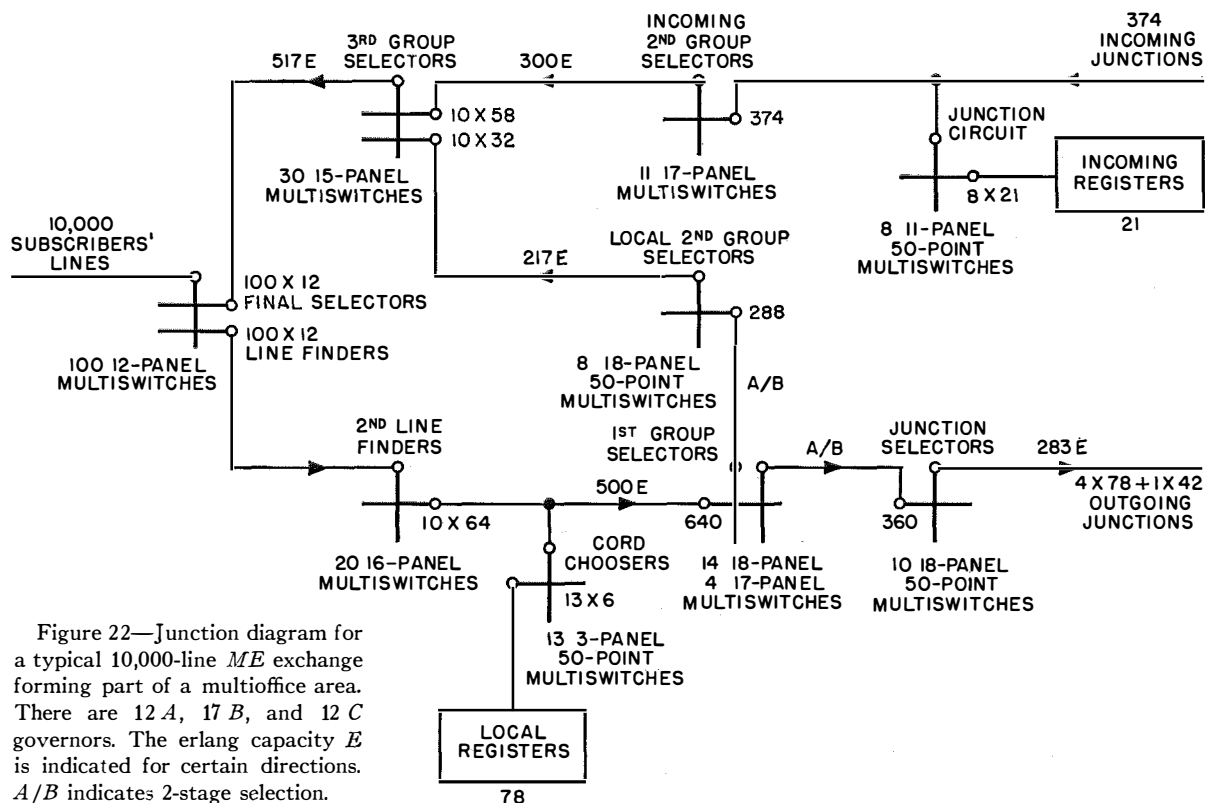 INCOMING
2ND GROUP
SELECTORS
374
INCOMING
JUNCTIONS
3RD GROUP
SELECTORS
517 E
300 E
10 X 58
10 X 32
374
JUNCTION
CIRCUIT
INCOMING
REGISTERS
8 X 21
21
30 15-PANEL
MULTISWITCHES
11 17-PANEL
MULTISWITCHES
8 11-PANEL
50-POINT
MULTISWITCHES
10,000
SUBSCRIBERS'
LINES
LOCAL 2ND GROUP
SELECTORS
217 E
100 X 12
FINAL SELECTORS
288
100 X 12
LINE FINDERS
100 12-PANEL
MULTISWITCHES
8 18-PANEL
50-POINT
MULTISWITCHES
A/B
2ND LINE
FINDERS
1ST GROUP
SELECTORS
A/B
JUNCTION
SELECTORS
283 E
4 X 78 + 1 X 42
OUTGOING
JUNCTIONS
500 E
10 X 64
640
360
20 16-PANEL
MULTISWITCHES
CORD
CHOOSERS
13 X 6
14 18-PANEL
4 17-PANEL
MULTISWITCHES
10 18-PANEL
50-POINT
MULTISWITCHES
13 3-PANEL
50-POINT
MULTISWITCHES
LOCAL
REGISTERS
78
Figure 22—Junction diagram for
a typical 10,000-line ME exchange
forming part of a multioffice area.
There are 12 A, 17 B, and 12 C
governors. The erlang capacity E
is indicated for certain directions.
A/B indicates 2-stage selection.